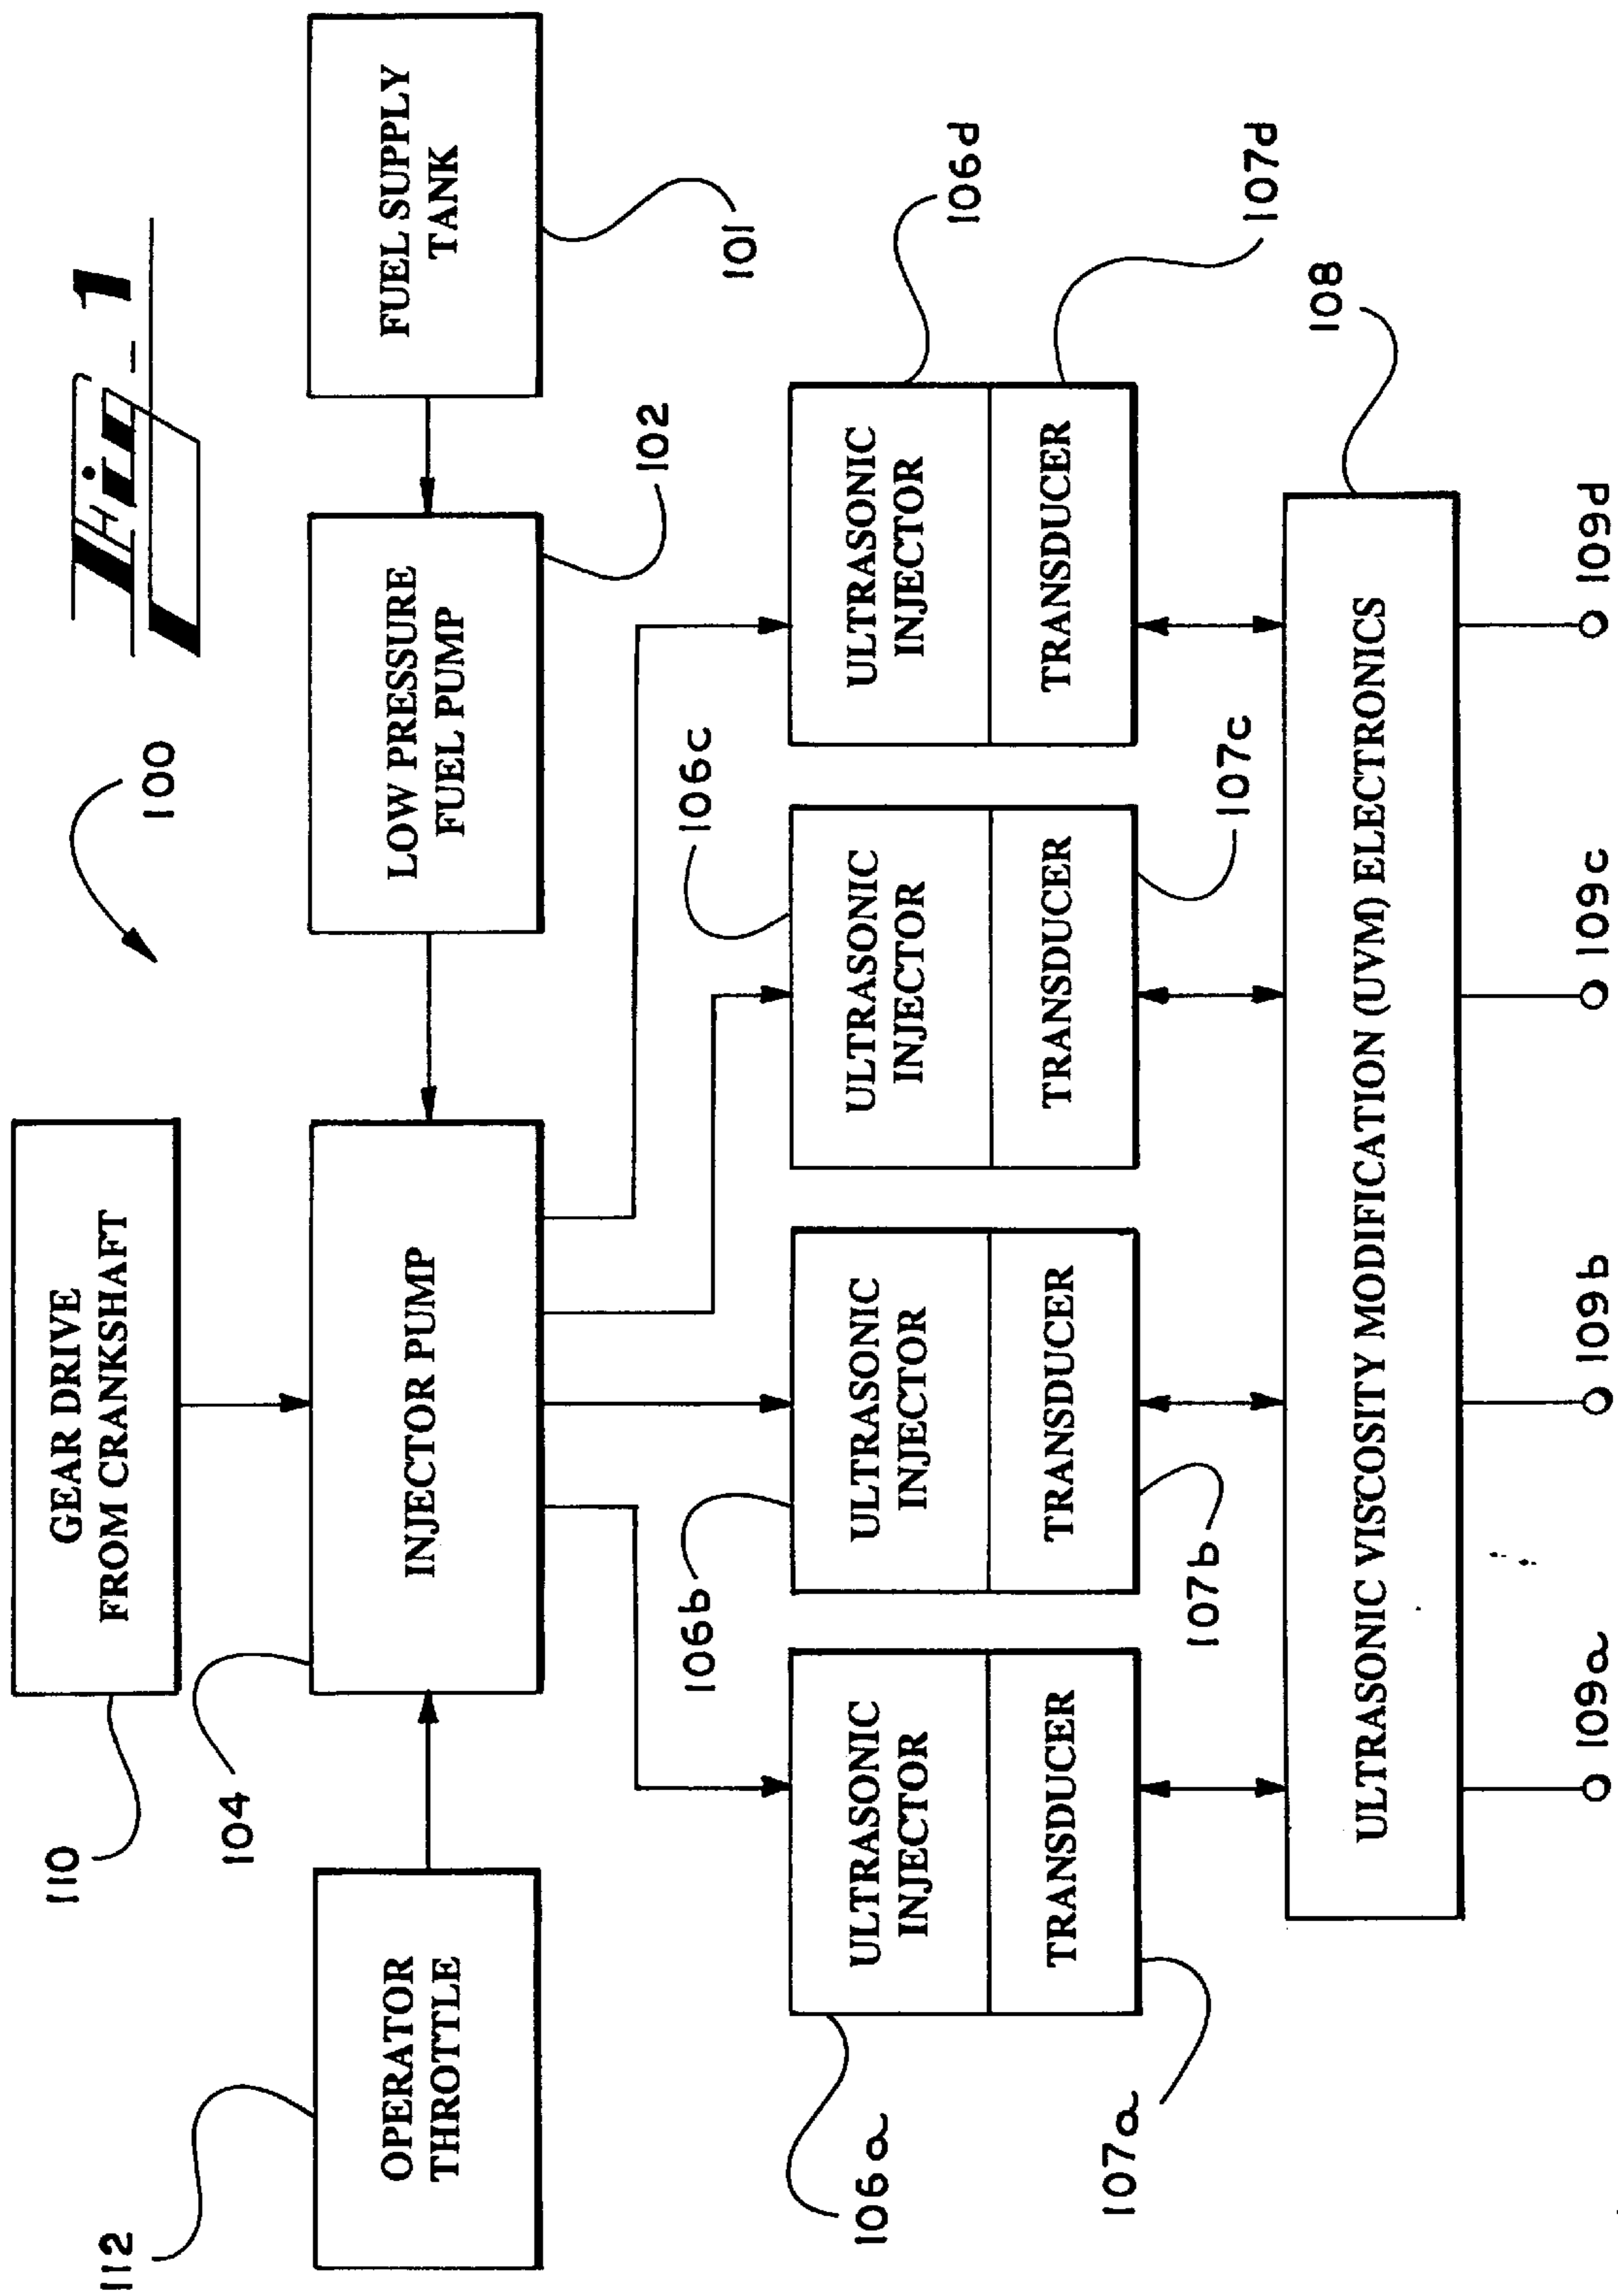 Fig_1
100
110
GEAR DRIVE
FROM CRANKSHAFT
112
OPERATOR
THROTTLE
104
INJECTOR PUMP
LOW PRESSURE
FUEL PUMP
102
FUEL SUPPLY
TANK
101
106a
ULTRASONIC
INJECTOR
TRANSDUCER
107a
106b
ULTRASONIC
INJECTOR
TRANSDUCER
107b
106c
ULTRASONIC
INJECTOR
TRANSDUCER
107c
106d
ULTRASONIC
INJECTOR
TRANSDUCER
107d
108
ULTRASONIC VISCOSITY MODIFICATION (UVM) ELECTRONICS
109a
109b
109c
109d